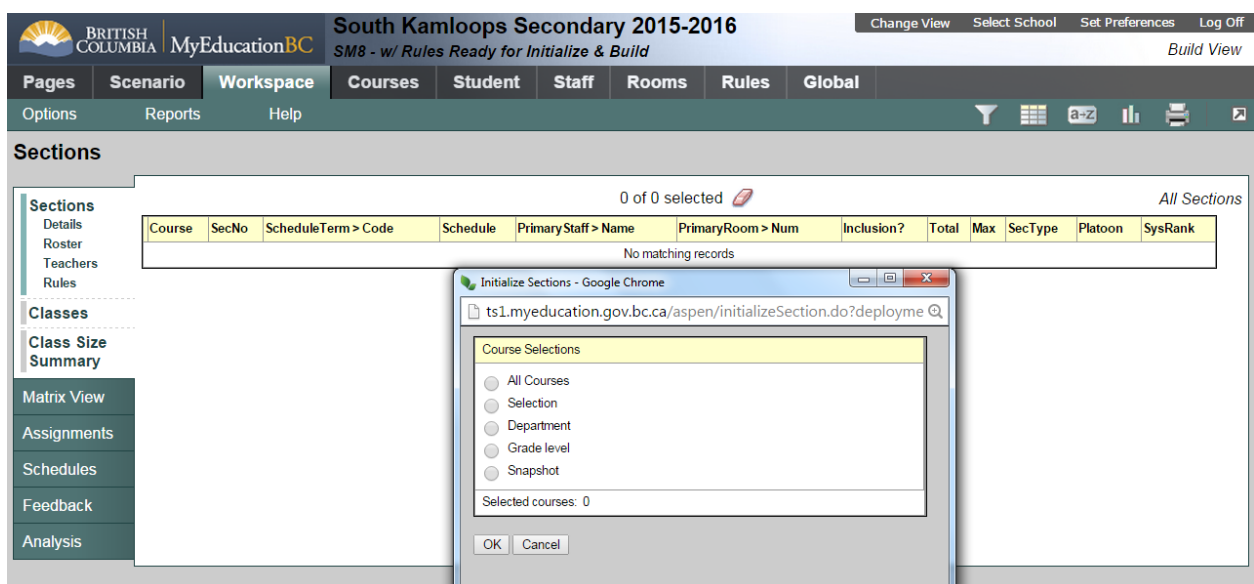 BRITISH
COLUMBIA MyEducationBC
South Kamloops Secondary 2015-2016
SM8 - w/ Rules Ready for Initialize & Build
Change View Select School Set Preferences Log Off
Build View
Pages Scenario Workspace Courses Student Staff Rooms Rules Global
Options Reports Help
a-z
Sections
Sections
Details
Roster
Teachers
Rules
Classes
Class Size
Summary
Matrix View
Assignments
Schedules
Feedback
Analysis
0 of 0 selected
All Sections
Course SecNo ScheduleTerm > Code Schedule PrimaryStaff > Name PrimaryRoom > Num Inclusion? Total Max SecType Platoon SysRank
No matching records
Initialize Sections - Google Chrome
ts1.myeducation.gov.bc.ca/aspen/initializeSection.do?deployme
Course Selections
All Courses
Selection
Department
Grade level
Snapshot
Selected courses: 0
OK Cancel